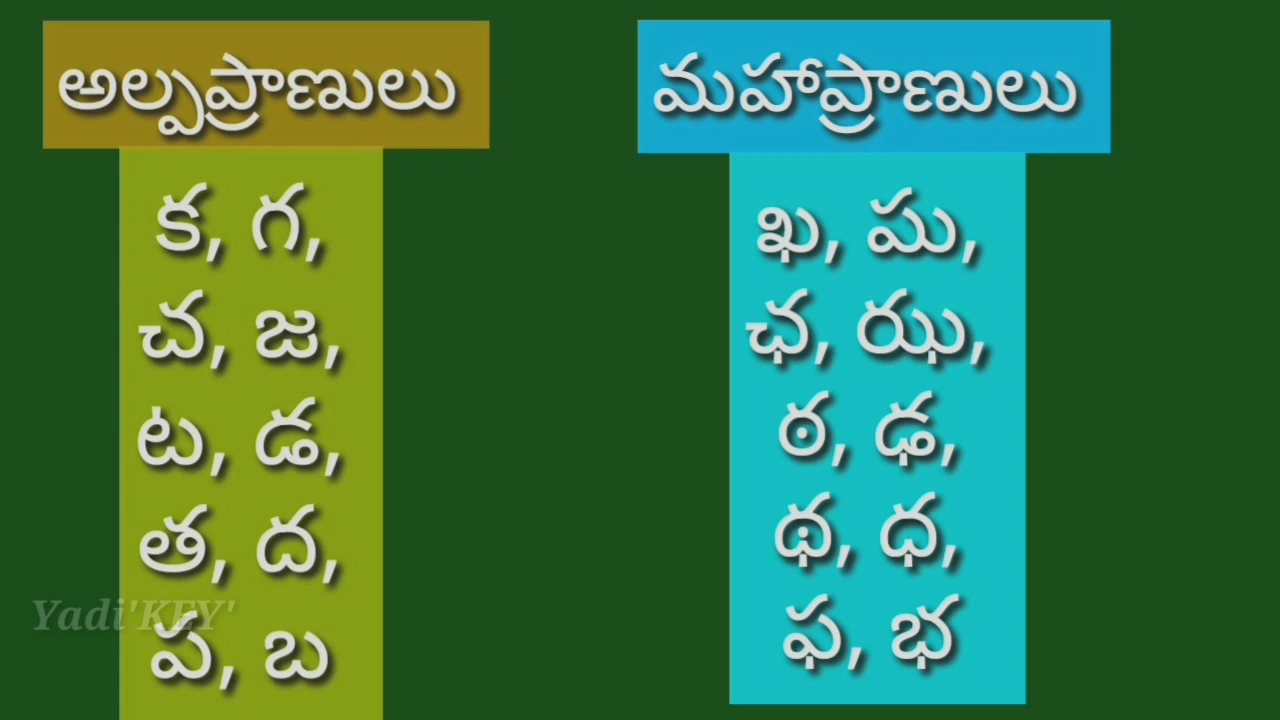 అల్పప్రాణులు
క, గ,
చ, జ,
ట, డ,
త, ద,
ప, బ
మహాప్రాణులు
ఖ, ఘ,
ఛ, ఝ,
ఠ, ఢ,
థ, ధ,
ఫ, భ
Yadi'KEY'